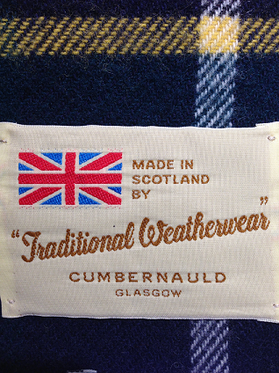 MADE IN
SCOTLAND
BY
"Traditional Weatherwear"
CUMBERNAULD
GLASGOW